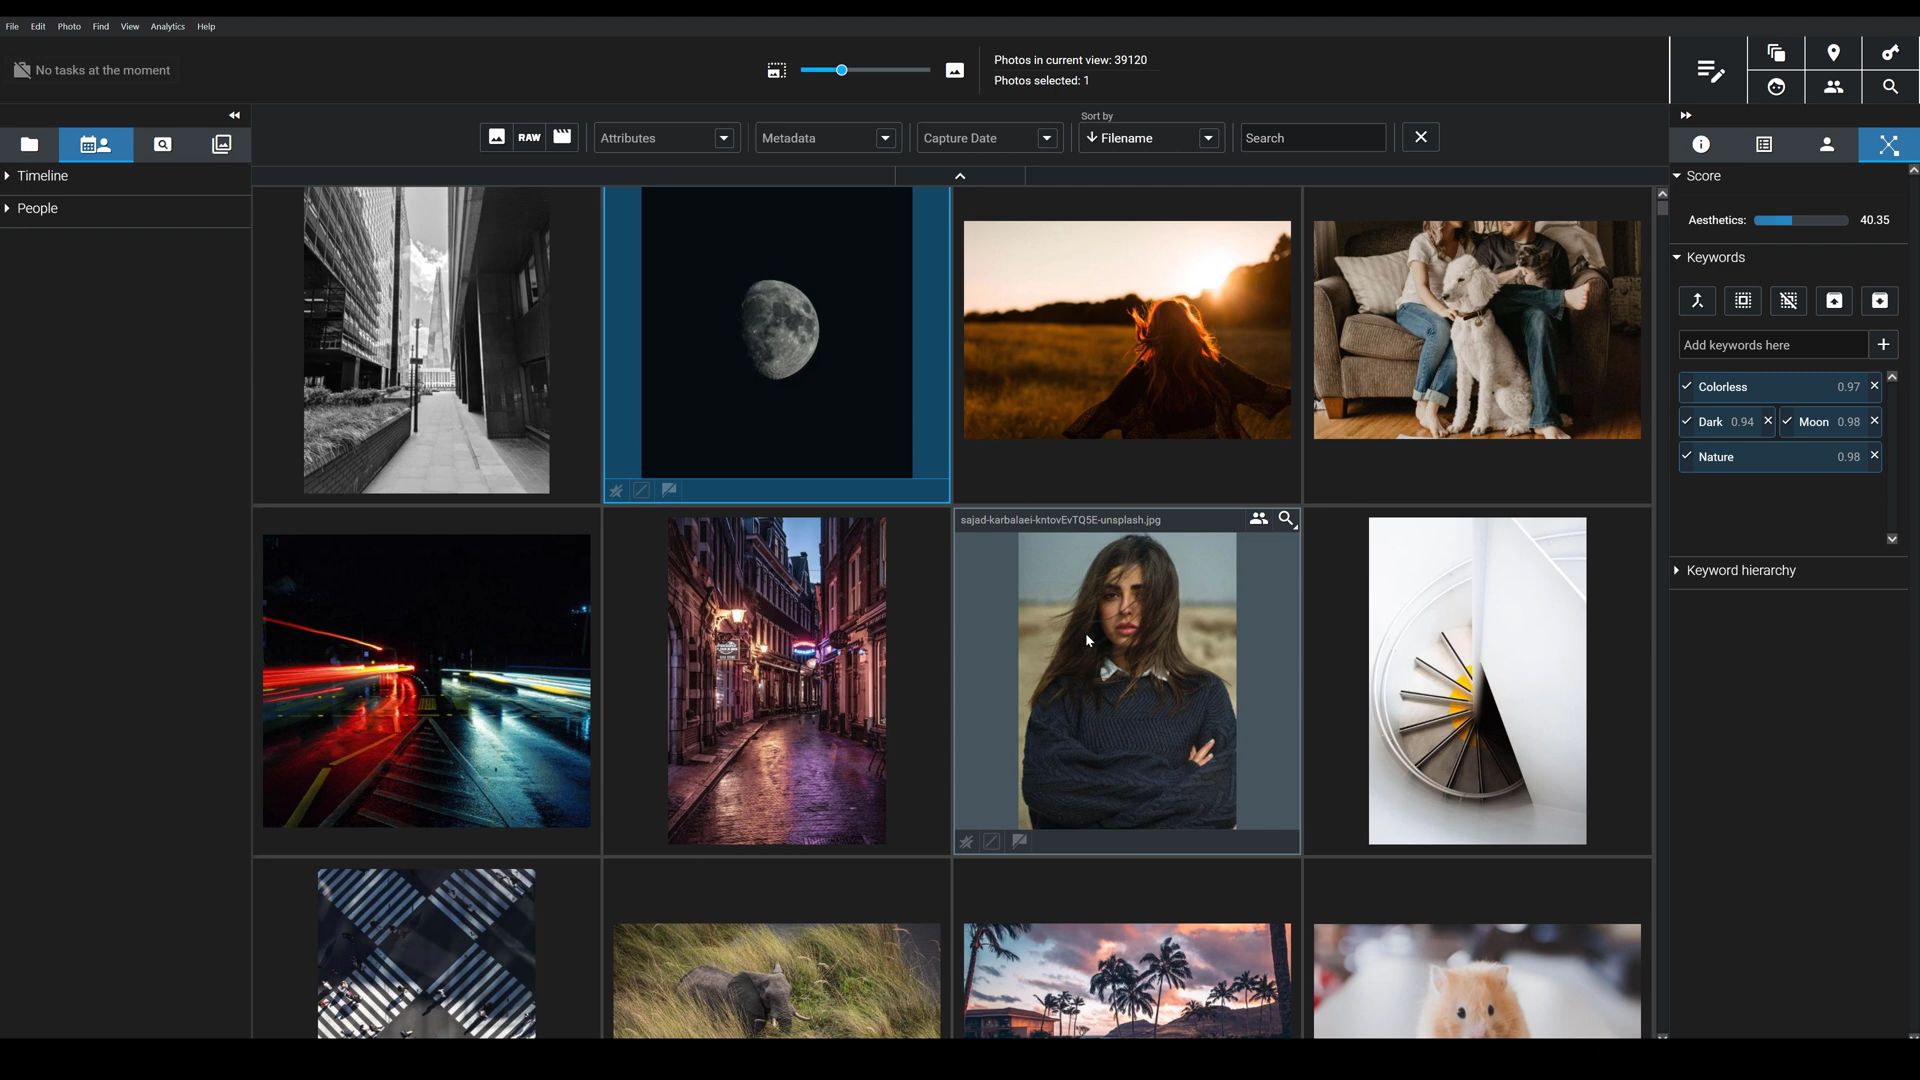 File Edit Photo Find View Analytics Help
No tasks at the moment
Photos in current view: 39120
Photos selected: 1
Sort by
RAW Attributes Metadata Capture Date Filename Search
Timeline
People
Score
Aesthetics: 40.35
Keywords
Add keywords here
Colorless 0.97
Dark 0.94 Moon 0.98
Nature 0.98
Keyword hierarchy
sajad-karbalaei-kntovEvTQ5E-unsplash.jpg